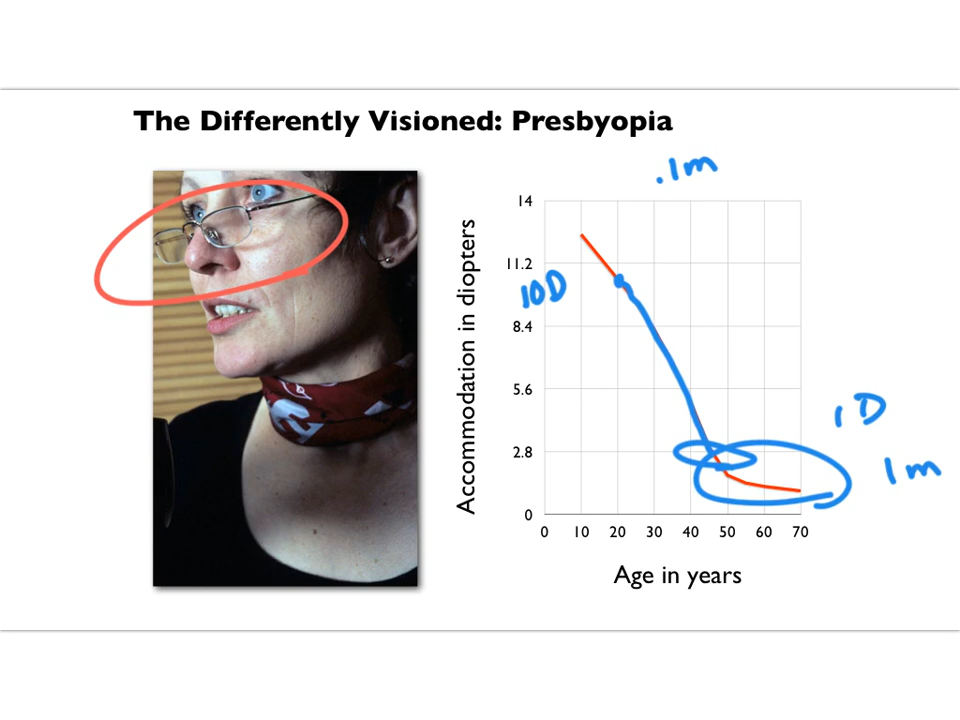 The Differently Visioned: Presbyopia
.1m
14
11.2
10D
8.4
5.6
2.8
0
0 10 20 30 40 50 60 70
Accommodation in diopters
Age in years
1D
1m